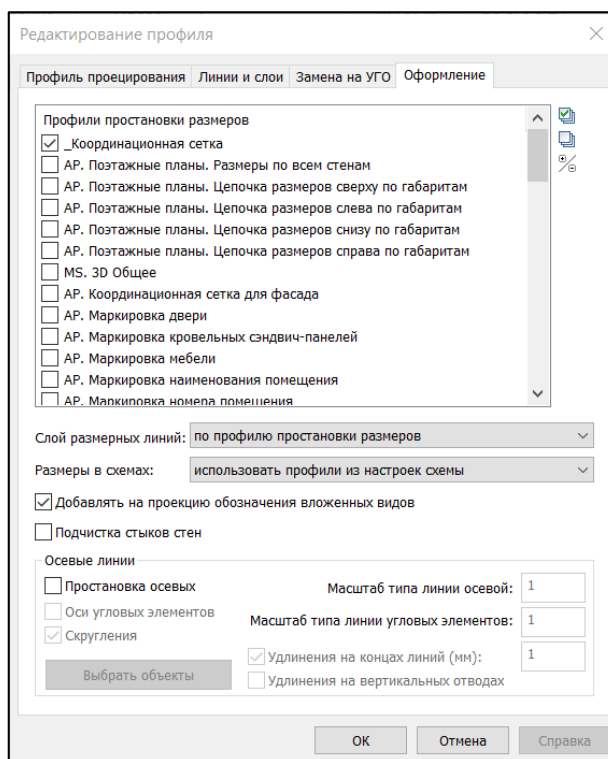 Редактирование профиля
Профиль проецирования Линии и слои Замена на УГО Оформление
Профили простановки размеров
_Координационная сетка
АР. Поэтажные планы. Размеры по всем стенам
АР. Поэтажные планы. Цепочка размеров сверху по габаритам
АР. Поэтажные планы. Цепочка размеров слева по габаритам
АР. Поэтажные планы. Цепочка размеров снизу по габаритам
АР. Поэтажные планы. Цепочка размеров справа по габаритам
MS. 3D Общее
АР. Координационная сетка для фасада
АР. Маркировка двери
АР. Маркировка кровельных сэндвич-панелей
АР. Маркировка мебели
АР. Маркировка наименования помещения
АР. Маркировка номера помещения
Слой размерных линий: по профилю простановки размеров
Размеры в схемах: использовать профили из настроек схемы
Добавлять на проекцию обозначения вложенных видов
Подчистка стыков стен
Осевые линии
Простановка осевых Масштаб типа линии осевой: 1
Оси угловых элементов
Масштаб типа линии угловых элементов: 1
Скругления
Удлинения на концах линий (мм): 1
Выбрать объекты
Удлинения на вертикальных отводах
ОК Отмена Справка